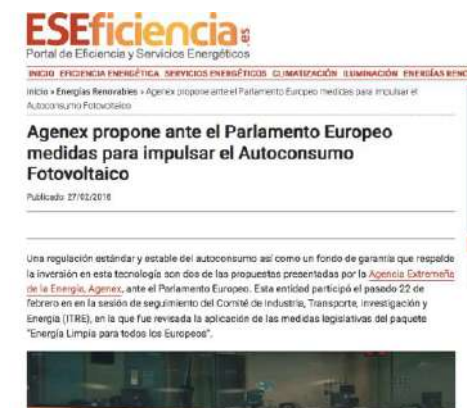 ESEficiencia.es
Portal de Eficiencia y Servicios Energéticos
INICIO EFICIENCIA ENERGÉTICA SERVICIOS ENERGÉTICOS CLIMATIZACIÓN ILUMINACIÓN ENERGÍAS RENO
Inicio » Energías Renovables » Agenex propone ante el Parlamento Europeo medidas para impulsar el
Autoconsumo Fotovoltaico
Agenex propone ante el Parlamento Europeo
medidas para impulsar el Autoconsumo
Fotovoltaico
Publicado: 27/02/2018
Una regulación estándar y estable del autoconsumo así como un fondo de garantía que respalde
la inversión en esta tecnología son dos de las propuestas presentadas por la Agencia Extremeña
de la Energía, Agenex, ante el Parlamento Europeo. Esta entidad participó el pasado 22 de
febrero en en la sesión de seguimiento del Comité de Industria, Transporte, Investigación y
Energía (ITRE), en la que fue revisada la aplicación de las medidas legislativas del paquete
"Energía Limpia para todos los Europeos".